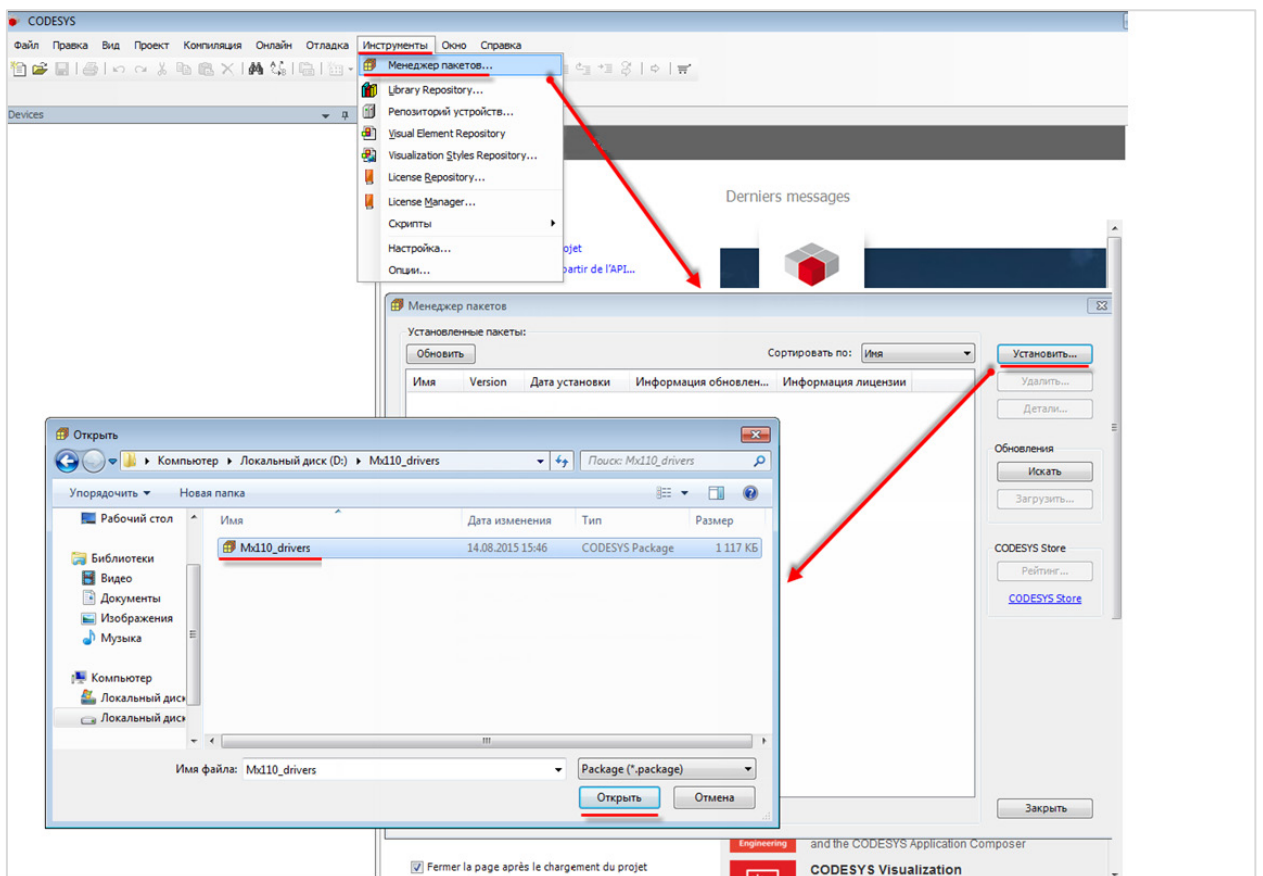 CODESYS
Файл Правка Вид Проект Компиляция Онлайн Отладка Инструменты Окно Справка
Менеджер пакетов...
Library Repository...
Devices
Репозиторий устройств...
Visual Element Repository
Visualization Styles Repository...
License Repository...
License Manager...
Скрипты
Настройка...
Опции...
Derniers messages
ojet
partir de l'API...
Менеджер пакетов
Установленные пакеты:
Обновить
Сортировать по: Имя
Установить...
Имя Version Дата установки Информация обновлен... Информация лицензии
Удалить...
Детали...
Обновления
Искать
Загрузить...
CODESYS Store
Рейтинг...
CODESYS Store
Закрыть
Открыть
Компьютер Локальный диск (D:) Mx110_drivers
Поиск: Mx110_drivers
Упорядочить Новая папка
Рабочий стол
Библиотеки
Видео
Документы
Изображения
Музыка
Компьютер
Локальный диск
Локальный диск
Имя Дата изменения Тип Размер
Mx110_drivers 14.08.2015 15:46 CODESYS Package 1 117 КБ
Имя файла: Mx110_drivers
Package (*.package)
Открыть Отмена
Engineering and the CODESYS Application Composer
Fermer la page après le chargement du projet
CODESYS Visualization